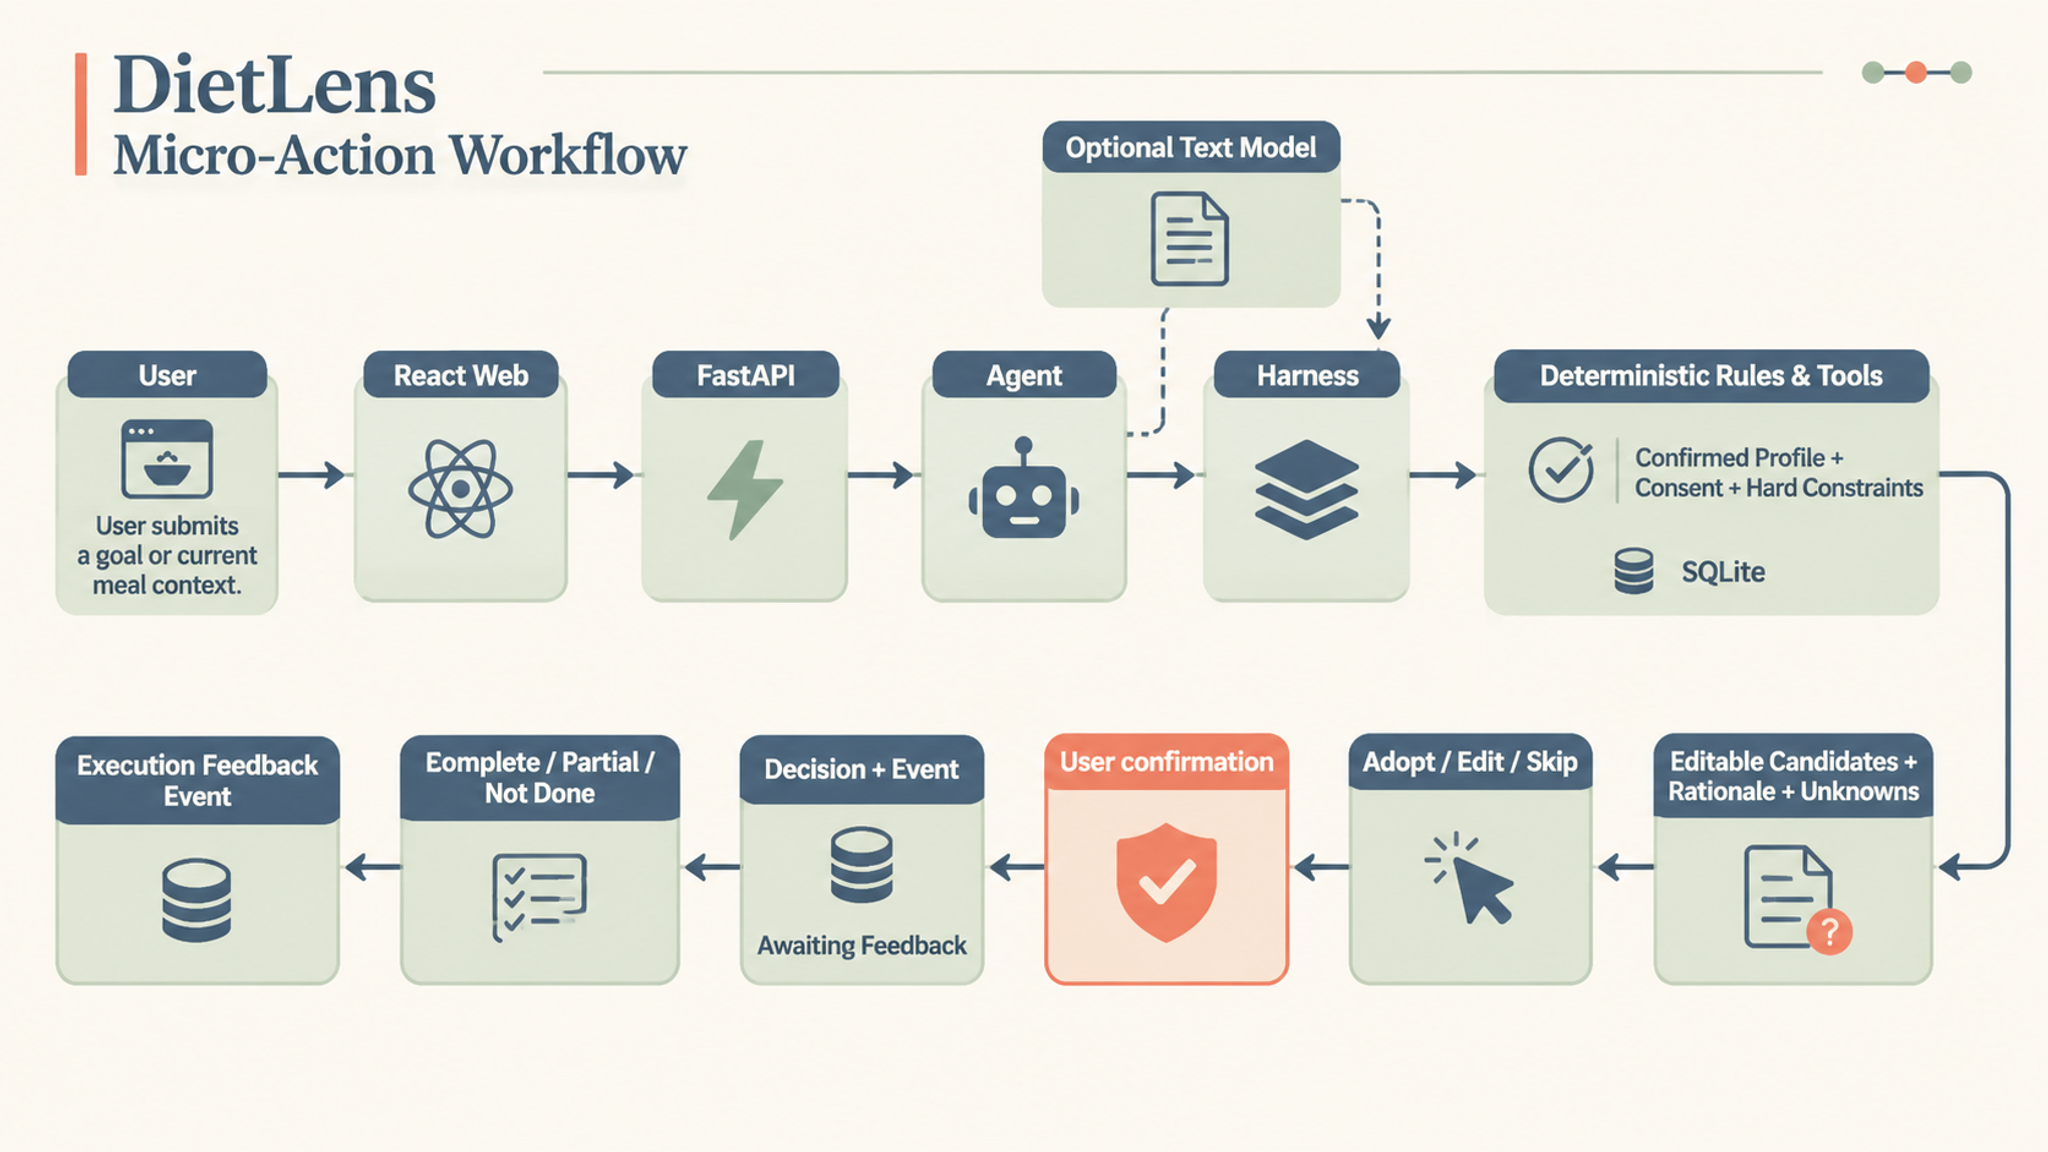 DietLens
Micro-Action Workflow
Optional Text Model
User
User submits
a goal or current
meal context.
React Web
FastAPI
Agent
Harness
Deterministic Rules & Tools
Confirmed Profile +
Consent + Hard Constraints
SQLite
Editable Candidates +
Rationale + Unknowns
?
Adopt / Edit / Skip
User confirmation
Decision + Event
Awaiting Feedback
Eomplete / Partial /
Not Done
Execution Feedback
Event